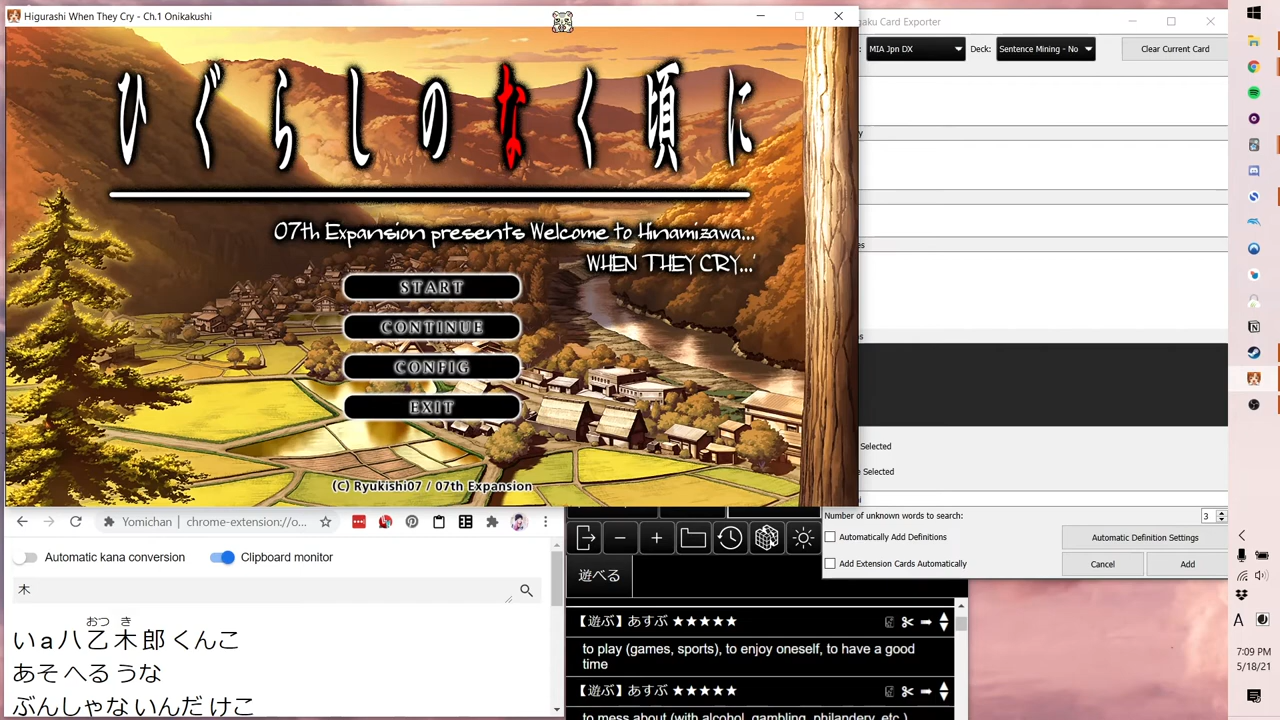 Higurashi When They Cry - Ch.1 Onikakushi
ひぐらしのなく頃に
07th Expansion presents Welcome to Hinamizawa...
WHEN THEY CRY...
START
CONTINUE
CONFIG
EXIT
(C) Ryukishi07 / 07th Expansion
Card Exporter
MIA Jpn DX
Deck:
Sentence Mining - No
Clear Current Card
Selected
Selected
Number of unknown words to search:
3
Automatically Add Definitions
Automatic Definition Settings
Add Extension Cards Automatically
Cancel
Add
Yomichan
chrome-extension://o...
Automatic kana conversion
Clipboard monitor
木
おつ き
いa八乙木郎くんこ
あそへるうな
ぶんしゃないんだけこ
遊べる
【遊ぶ】あすぶ ★★★★★
to play (games, sports), to enjoy oneself, to have a good
time
【遊ぶ】あすぶ ★★★★★
to mess about (with alcohol, gambling, philandery, etc.)
A
7:09 PM
5/18/21